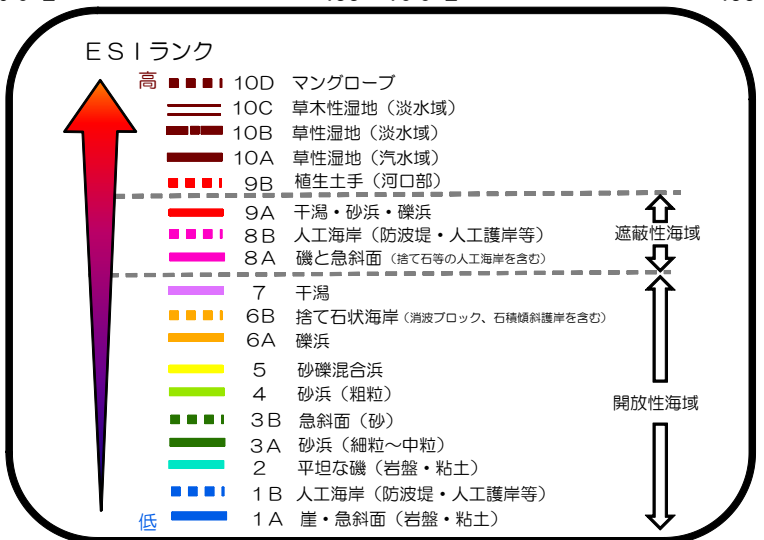 ESIランク
高 10D マングローブ
10C 草木性湿地（淡水域）
10B 草性湿地（淡水域）
10A 草性湿地（汽水域）
9B 植生土手（河口部）
9A 干潟・砂浜・礫浜
8B 人工海岸（防波堤・人工護岸等）
遮蔽性海域
8A 磯と急斜面（捨て石等の人工海岸を含む）
7 干潟
6B 捨て石状海岸（消波ブロック、石積傾斜護岸を含む）
6A 礫浜
5 砂礫混合浜
4 砂浜（粗粒）
開放性海域
3B 急斜面（砂）
3A 砂浜（細粒～中粒）
2 平坦な磯（岩盤・粘土）
1B 人工海岸（防波堤・人工護岸等）
低 1A 崖・急斜面（岩盤・粘土）